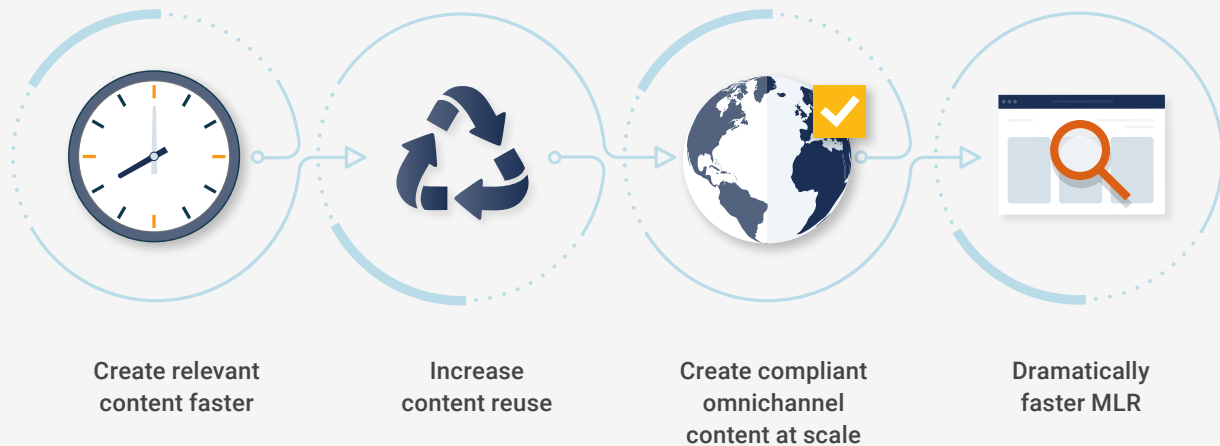 Create relevant
content faster
Increase
content reuse
Create compliant
omnichannel
content at scale
Dramatically
faster MLR